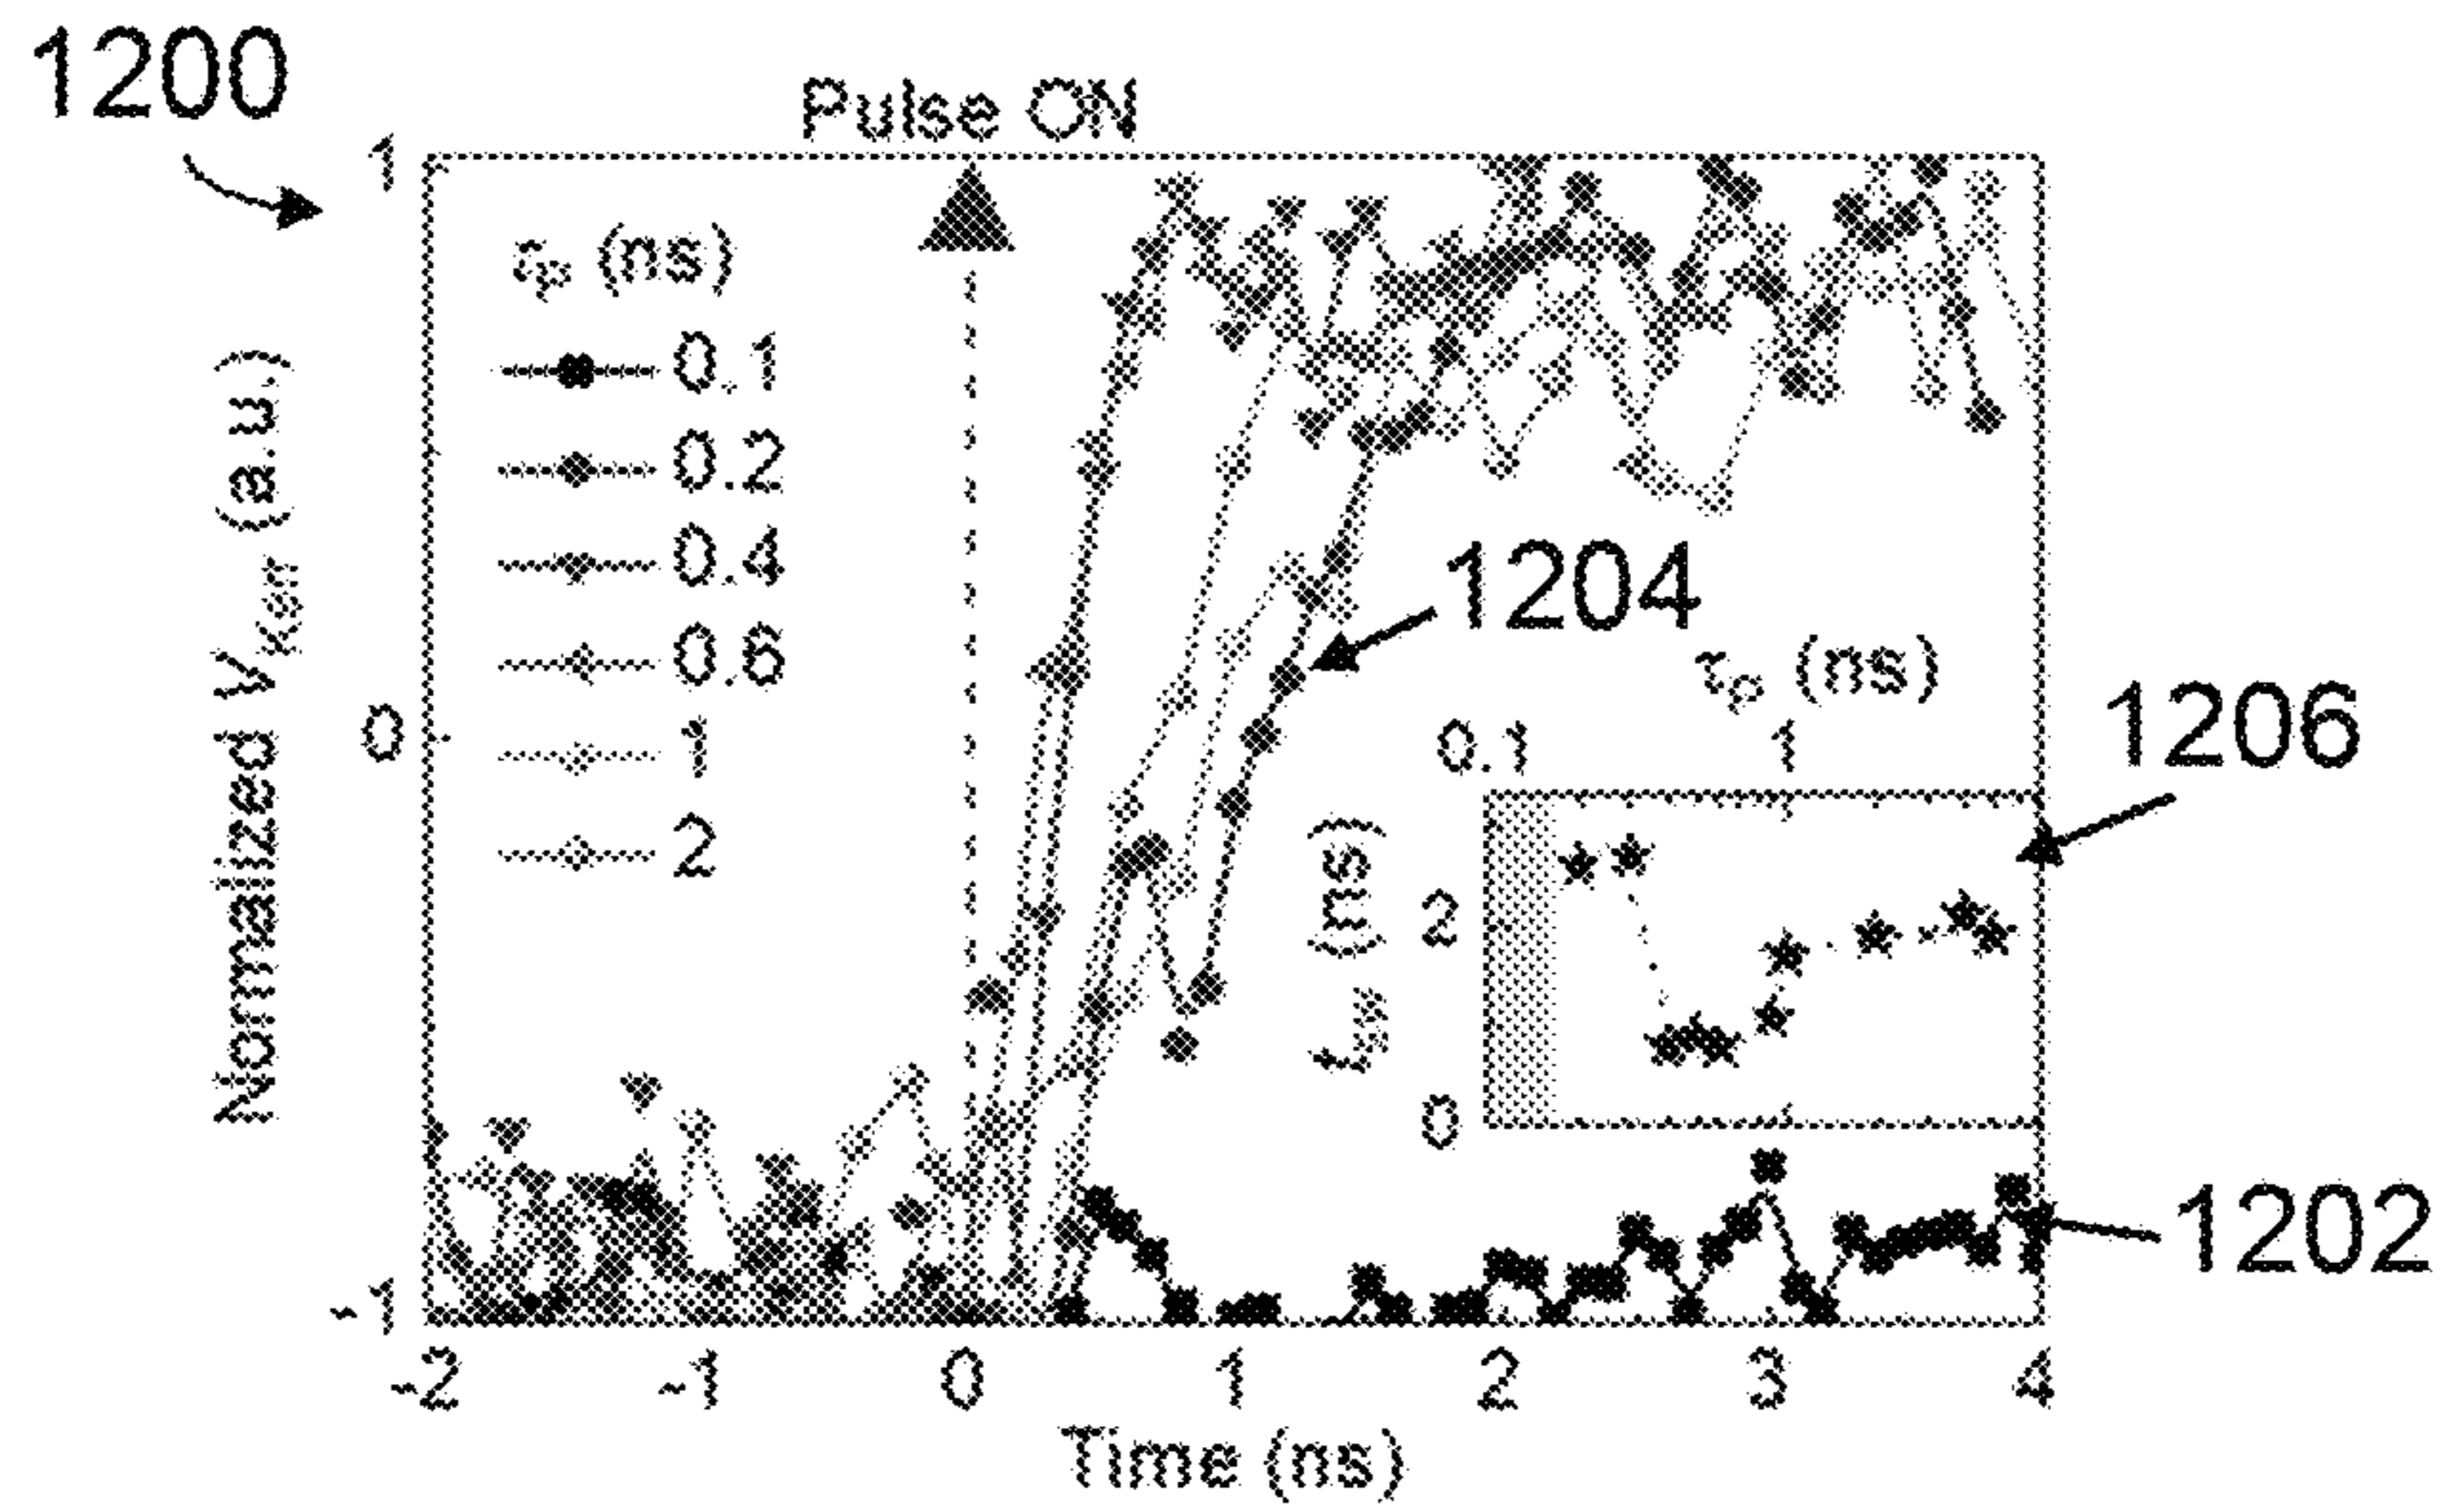 1200
Pulse ON
1
τp (ns)
0.1
0.2
0.4
0.6
1
2
Normalized VKerr (a.u.)
0
-1
1204
τp (ns)
0.1 1
1206
2
0
1202
-2 -1 0 1 2 3 4
Time (ns)